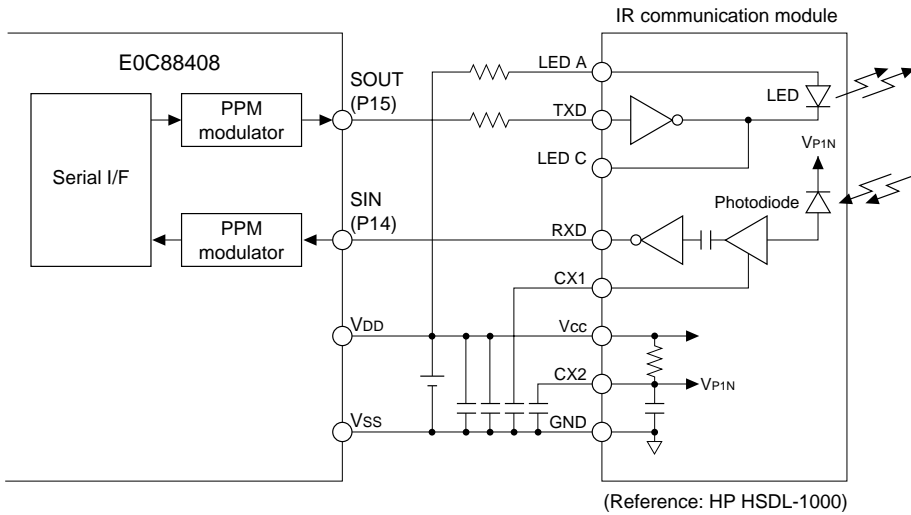 IR communication module
E0C88408
Serial I/F
PPM
modulator
PPM
modulator
SOUT
(P15)
SIN
(P14)
VDD
VSS
LED A
TXD
LED C
RXD
CX1
Vcc
CX2
GND
LED
VP1N
Photodiode
VP1N
(Reference: HP HSDL-1000)